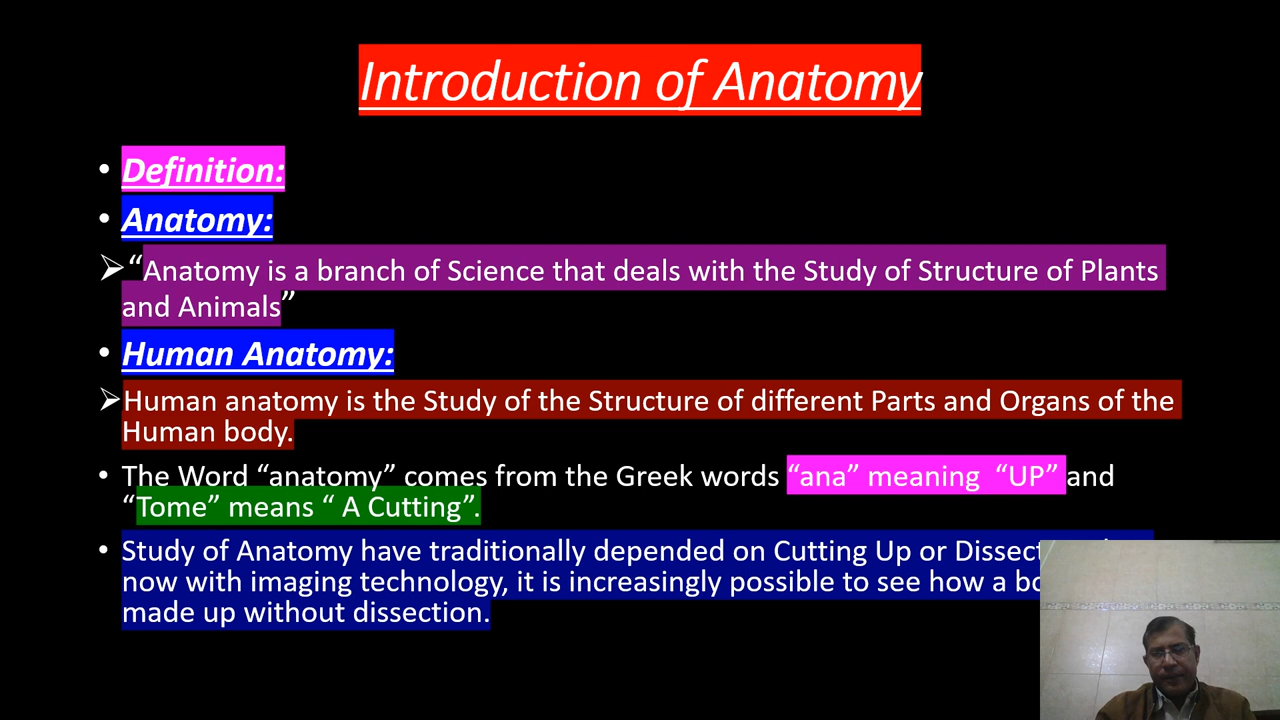 Introduction of Anatomy
• Definition:
• Anatomy:
➢“Anatomy is a branch of Science that deals with the Study of Structure of Plants
and Animals”
• Human Anatomy:
➢Human anatomy is the Study of the Structure of different Parts and Organs of the
Human body.
• The Word “anatomy” comes from the Greek words “ana” meaning “UP” and
“Tome” means “ A Cutting”.
• Study of Anatomy have traditionally depended on Cutting Up or
now with imaging technology, it is increasingly possible to see how a
made up without dissection.